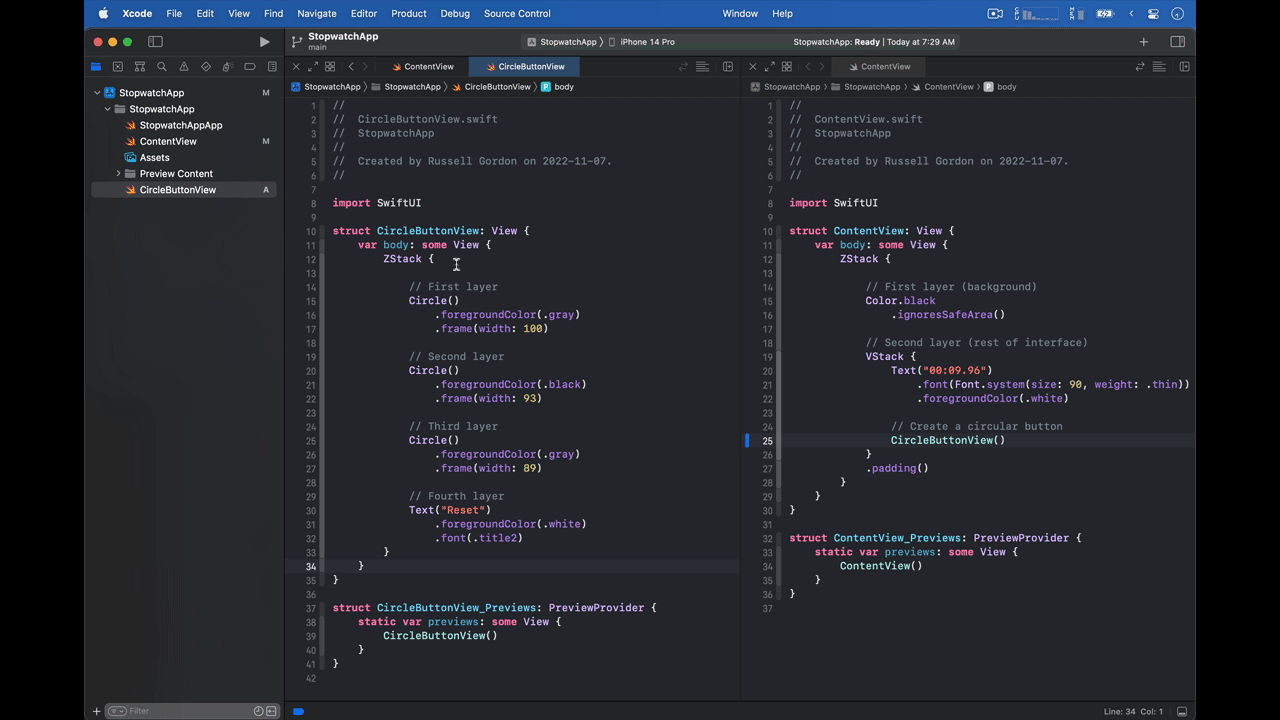 Xcode File Edit View Find Navigate Editor Product Debug Source Control Window Help
StopwatchApp
main
StopwatchApp iPhone 14 Pro
StopwatchApp: Ready | Today at 7:29 AM
StopwatchApp M
StopwatchApp
StopwatchAppApp
ContentView M
Assets
Preview Content
CircleButtonView A
Filter
ContentView CircleButtonView
StopwatchApp StopwatchApp CircleButtonView body
1 //
2 //  CircleButtonView.swift
3 //  StopwatchApp
4 //
5 //  Created by Russell Gordon on 2022-11-07.
6 //
7
8 import SwiftUI
9
10 struct CircleButtonView: View {
11     var body: some View {
12         ZStack {
13
14             // First layer
15             Circle()
16                 .foregroundColor(.gray)
17                 .frame(width: 100)
18
19             // Second layer
20             Circle()
21                 .foregroundColor(.black)
22                 .frame(width: 93)
23
24             // Third layer
25             Circle()
26                 .foregroundColor(.gray)
27                 .frame(width: 89)
28
29             // Fourth layer
30             Text("Reset")
31                 .foregroundColor(.white)
32                 .font(.title2)
33         }
34     }
35 }
36
37 struct CircleButtonView_Previews: PreviewProvider {
38     static var previews: some View {
39         CircleButtonView()
40     }
41 }
42
ContentView
StopwatchApp StopwatchApp ContentView body
1 //
2 //  ContentView.swift
3 //  StopwatchApp
4 //
5 //  Created by Russell Gordon on 2022-11-07.
6 //
7
8 import SwiftUI
9
10 struct ContentView: View {
11     var body: some View {
12         ZStack {
13
14             // First layer (background)
15             Color.black
16                 .ignoresSafeArea()
17
18             // Second layer (rest of interface)
19             VStack {
20                 Text("00:09.96")
21                     .font(Font.system(size: 90, weight: .thin))
22                     .foregroundColor(.white)
23
24                 // Create a circular button
25                 CircleButtonView()
26             }
27             .padding()
28         }
29     }
30 }
31
32 struct ContentView_Previews: PreviewProvider {
33     static var previews: some View {
34         ContentView()
35     }
36 }
37
Line: 34 Col: 1